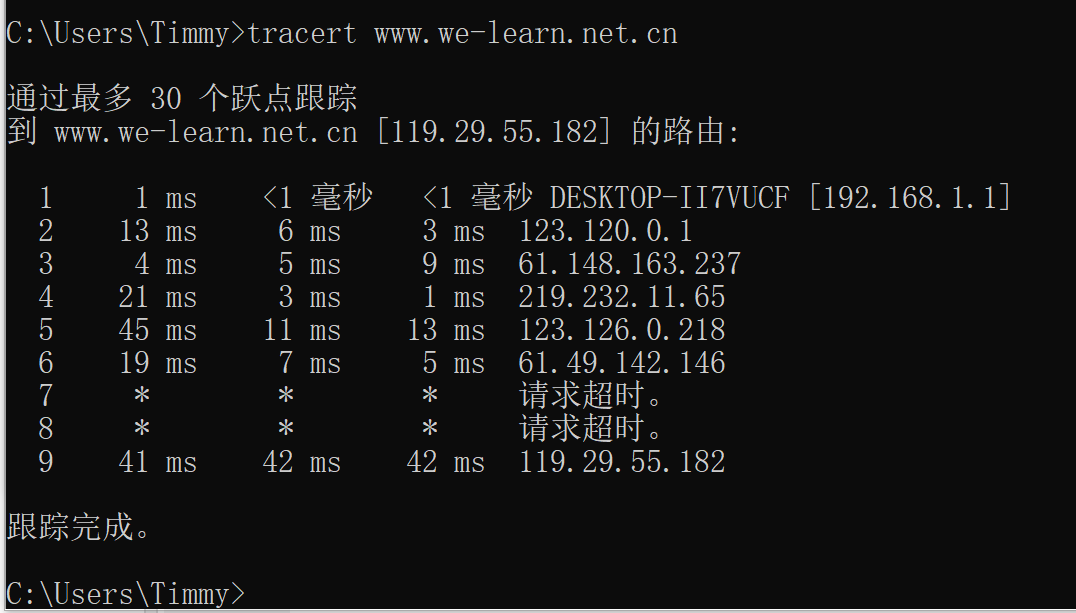 C:\Users\Timmy>tracert www.we-learn.net.cn
通过最多 30 个跃点跟踪
到 www.we-learn.net.cn [119.29.55.182] 的路由:
1 1 ms <1 毫秒 <1 毫秒 DESKTOP-II7VUCF [192.168.1.1]
2 13 ms 6 ms 3 ms 123.120.0.1
3 4 ms 5 ms 9 ms 61.148.163.237
4 21 ms 3 ms 1 ms 219.232.11.65
5 45 ms 11 ms 13 ms 123.126.0.218
6 19 ms 7 ms 5 ms 61.49.142.146
7 * * * 请求超时。
8 * * * 请求超时。
9 41 ms 42 ms 42 ms 119.29.55.182
跟踪完成。
C:\Users\Timmy>